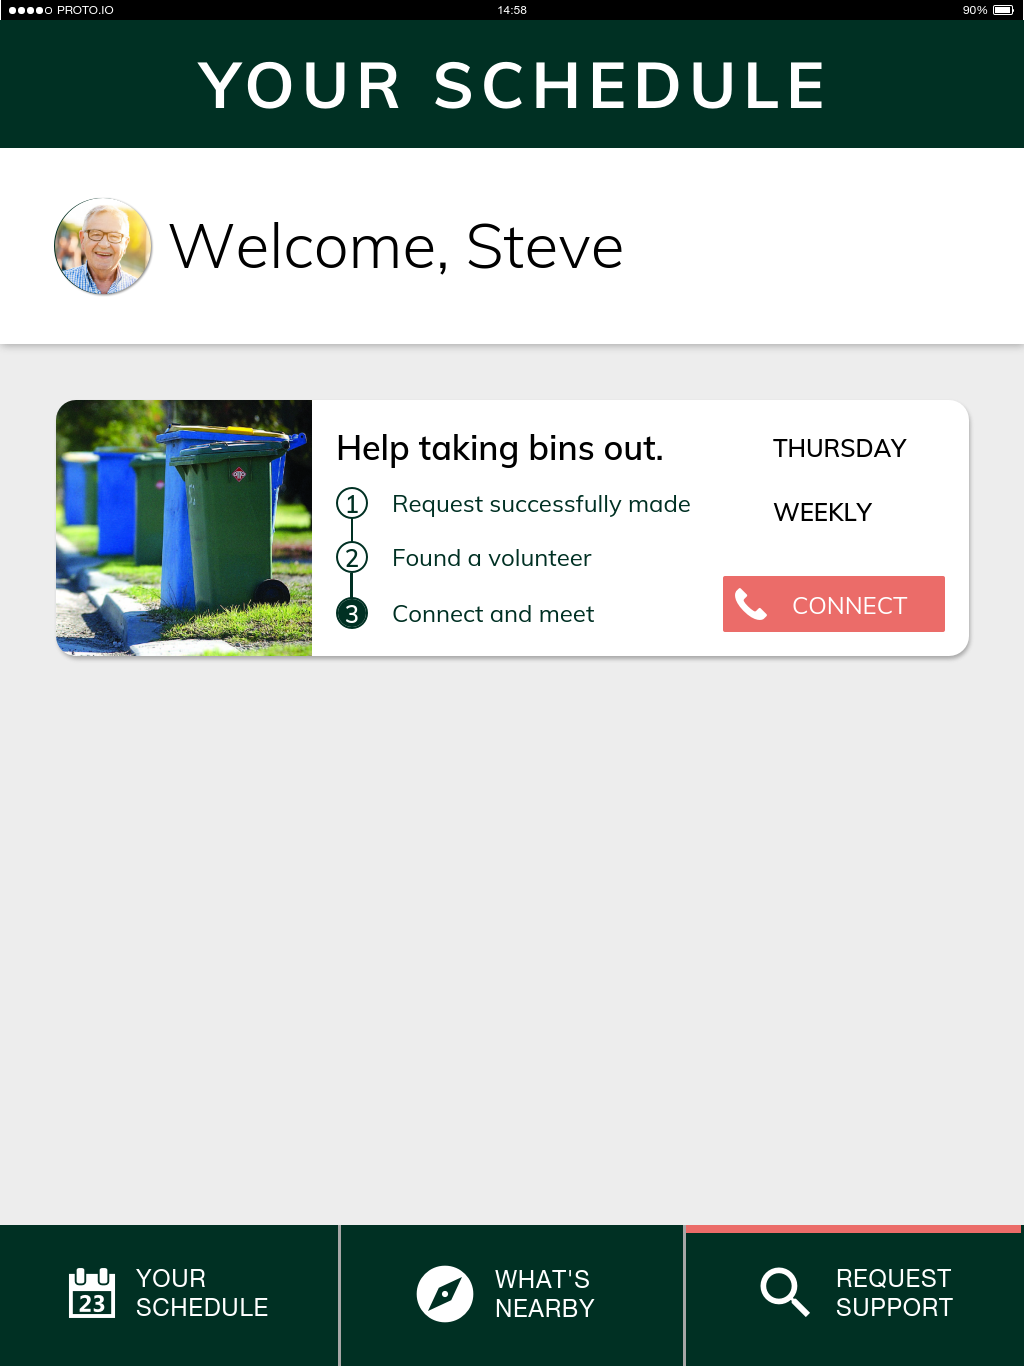 PROTO.IO
14:58
90%
YOUR SCHEDULE
Welcome, Steve
Help taking bins out.
THURSDAY
1 Request successfully made
WEEKLY
2 Found a volunteer
3 Connect and meet
CONNECT
23
YOUR
SCHEDULE
WHAT'S
NEARBY
REQUEST
SUPPORT